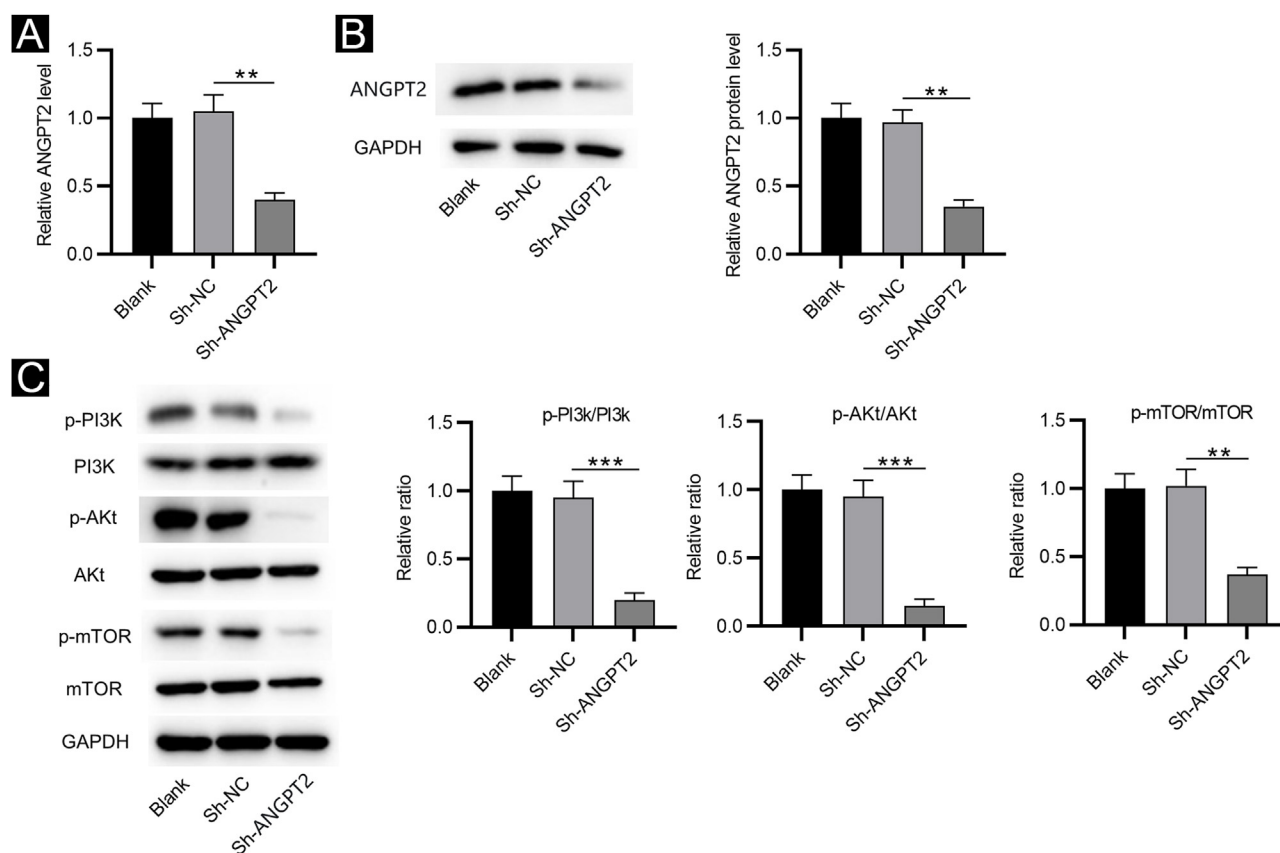 A
Relative ANGPT2 level
1.5
1.0
0.5
0.0
**
Blank
Sh-NC
Sh-ANGPT2
B
ANGPT2
GAPDH
Blank
Sh-NC
Sh-ANGPT2
Relative ANGPT2 protein level
1.5
1.0
0.5
0.0
**
Blank
Sh-NC
Sh-ANGPT2
C
p-PI3K
PI3K
p-AKt
AKt
p-mTOR
mTOR
GAPDH
Blank
Sh-NC
Sh-ANGPT2
p-PI3k/PI3k
Relative ratio
1.5
1.0
0.5
0.0
***
Blank
Sh-NC
Sh-ANGPT2
p-AKt/AKt
Relative ratio
1.5
1.0
0.5
0.0
***
Blank
Sh-NC
Sh-ANGPT2
p-mTOR/mTOR
Relative ratio
1.5
1.0
0.5
0.0
**
Blank
Sh-NC
Sh-ANGPT2